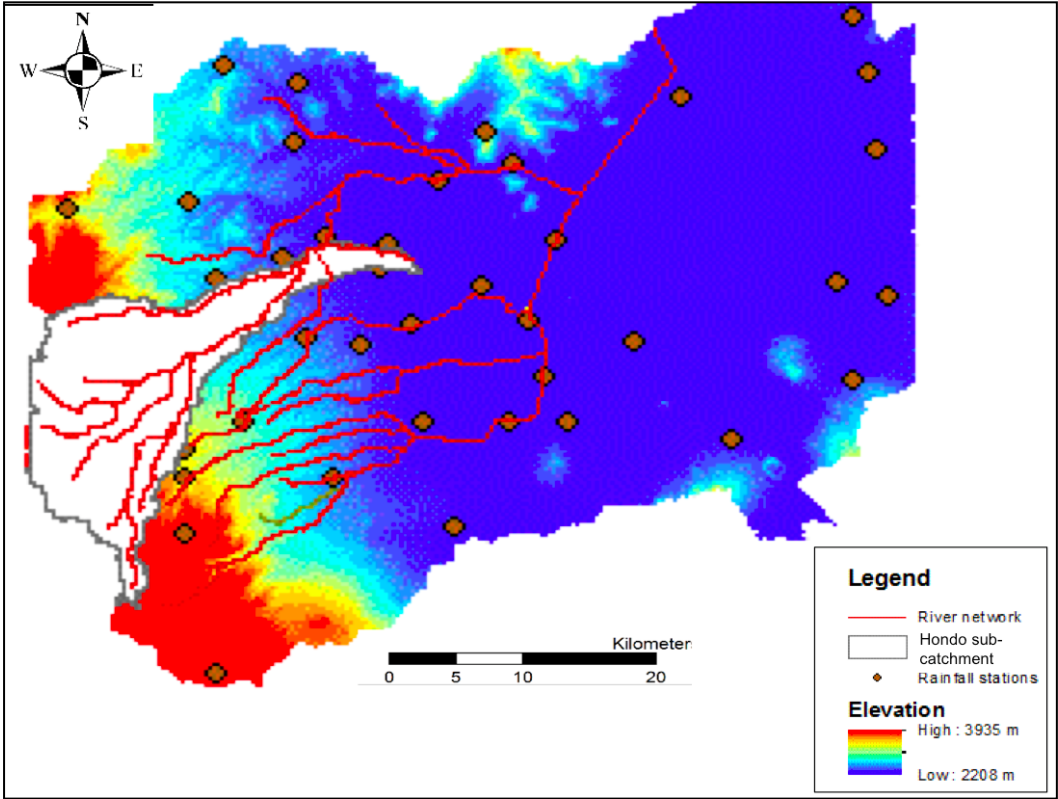 N
W E
S
Kilometer
0 5 10 20
Legend
River network
Hondo sub-
catchment
Rainfall stations
Elevation
High : 3935 m
Low : 2208 m